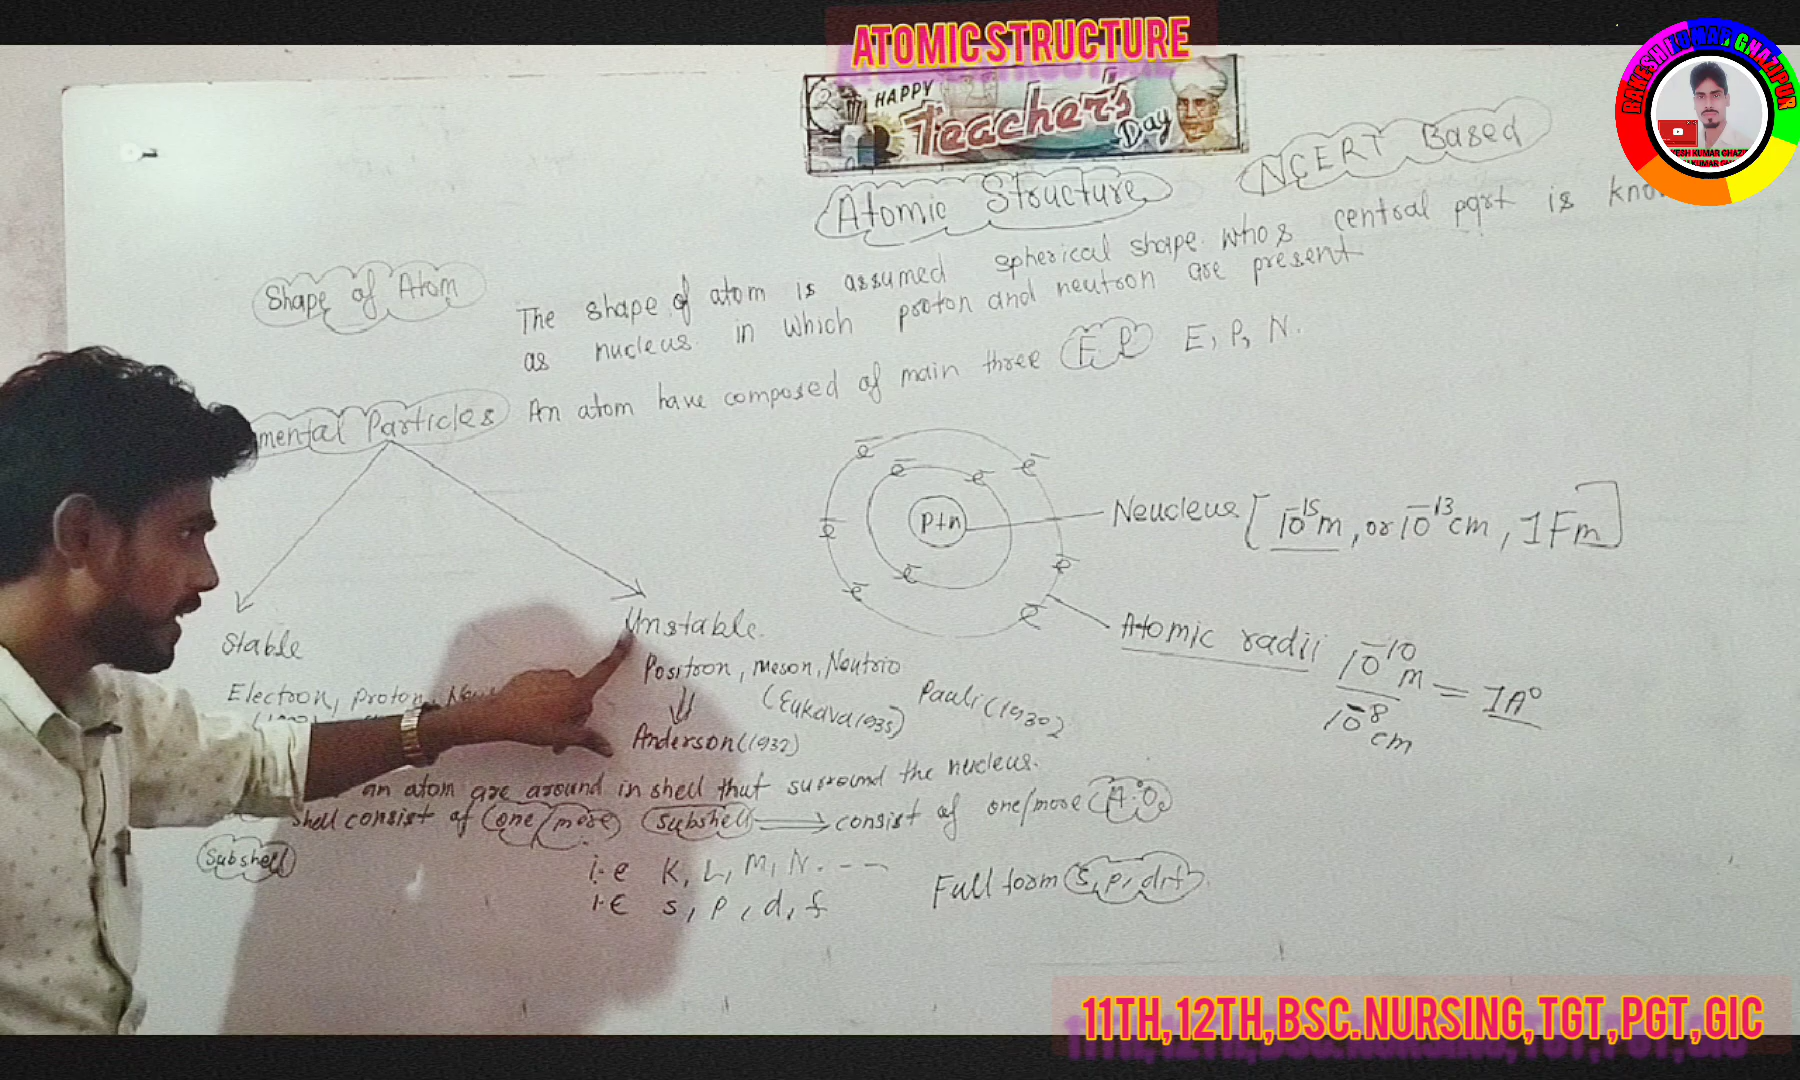 ATOMIC STRUCTURE
RAKESH KUMAR GHAZIPUR
HAPPY
Teacher's
Day
Atomic Structure
NCERT Based
Shape of Atom
The shape of atom is assumed spherical shape whos central part is
as nucleus in which proton and neutron are present
mental Particles An atom have composed of main three F.P E, P, N.
e⁻ e⁻ e⁻ e⁻
e⁻ P+n Neucleus [10⁻¹⁵m, or 10⁻¹³cm, 1Fm]
e⁻ e⁻ e⁻ e⁻
Atomic radii 10⁻¹⁰m = 1A°
10⁻⁸cm
Stable
Unstable
Electron, proton,
Positron, meson, Neutrio
(Eukava1935) Pauli(1930)
Anderson(1932)
an atom are around in shell that surround the nucleus.
shell consist of one/more subshell ⟹ consist of one/more A.O.
Subshell
i.e K, L, M, N. ---
i.e s, p, d, f
Full form s, p, d, f
11TH,12TH,BSC.NURSING,TGT,PGT,GIC